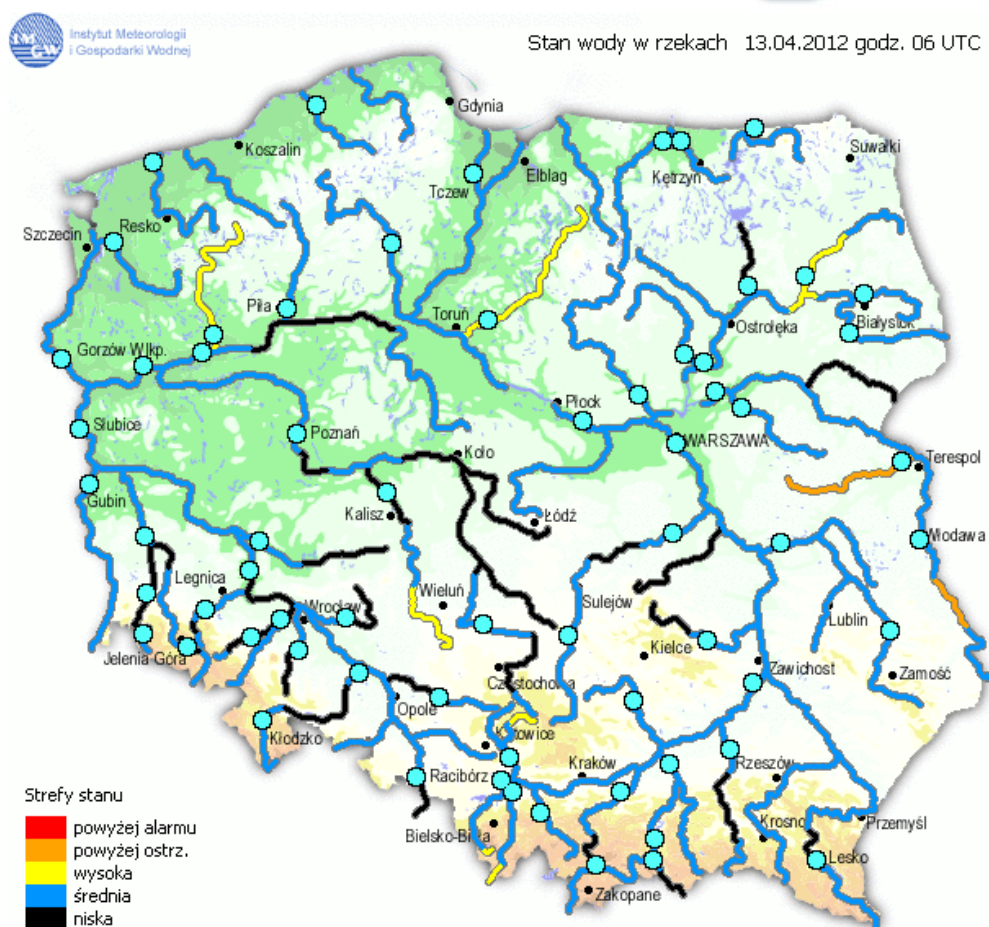 Instytut Meteorologii
i Gospodarki Wodnej
Stan wody w rzekach 13.04.2012 godz. 06 UTC
Gdynia
Koszalin
Suwałki
Elbląg
Kętrzyn
Tczew
Resko
Szczecin
Piła
Toruń
Ostrołęka
Białystok
Gorzów Wlkp.
Płock
Słubice
Poznań
WARSZAWA
Koło
Terespol
Gubin
Kalisz
Łódź
Włodawa
Legnica
Wieluń
Wrocław
Sulejów
Lublin
Kielce
Jelenia Góra
Zawichost
Zamość
Częstochowa
Opole
Kłodzko
Katowice
Racibórz
Kraków
Rzeszów
Strefy stanu
powyżej alarmu
powyżej ostrz.
wysoka
średnia
niska
Bielsko-Biała
Krosno
Przemyśl
Lesko
Zakopane